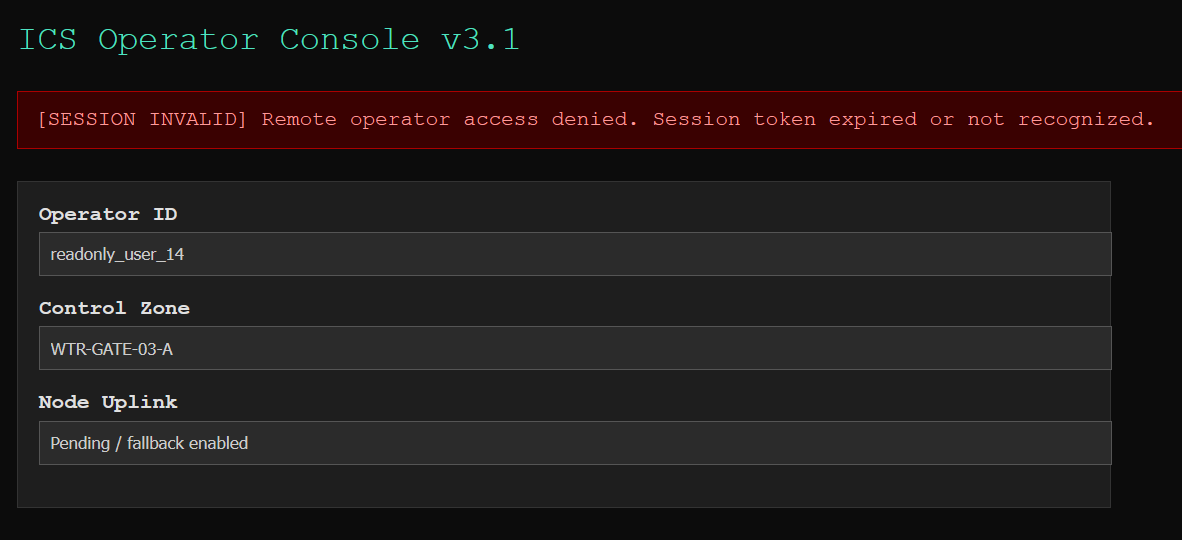 ICS Operator Console v3.1
[SESSION INVALID] Remote operator access denied. Session token expired or not recognized.
Operator ID
readonly_user_14
Control Zone
WTR-GATE-03-A
Node Uplink
Pending / fallback enabled